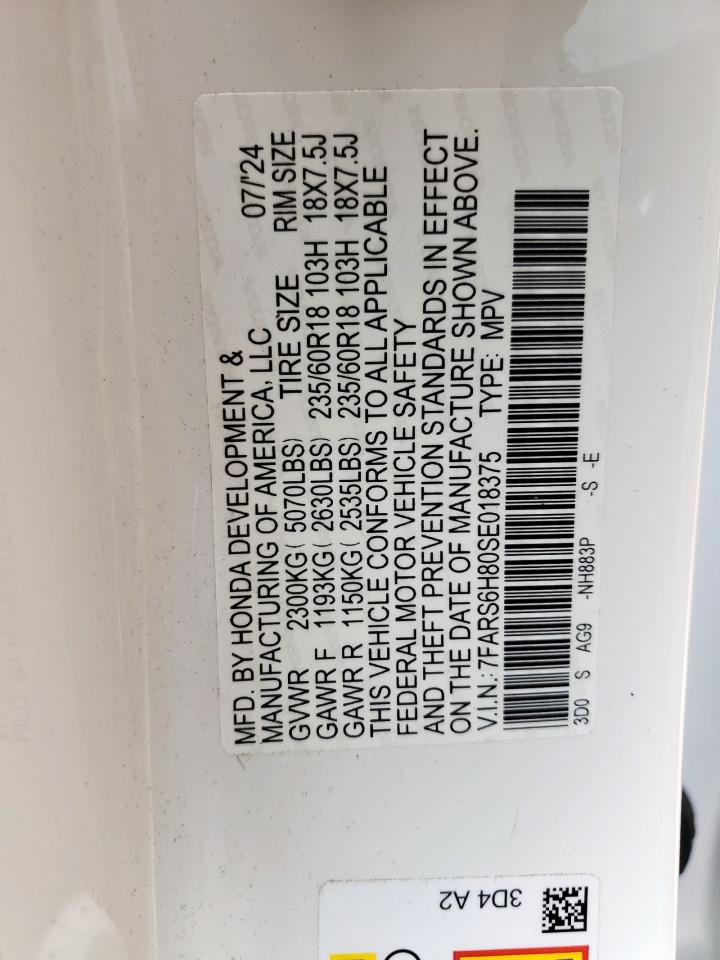 MFD. BY HONDA DEVELOPMENT &
MANUFACTURING OF AMERICA, LLC 07/'24
GVWR 2300KG( 5070LBS) TIRE SIZE RIM SIZE
GAWR F 1193KG( 2630LBS) 235/60R18 103H 18X7.5J
GAWR R 1150KG( 2535LBS) 235/60R18 103H 18X7.5J
THIS VEHICLE CONFORMS TO ALL APPLICABLE
FEDERAL MOTOR VEHICLE SAFETY
AND THEFT PREVENTION STANDARDS IN EFFECT
ON THE DATE OF MANUFACTURE SHOWN ABOVE.
V.I.N.: 7FARS6H80SE018375 TYPE: MPV
3D0 S AG9 -NH883P -S -E
3D4 A2